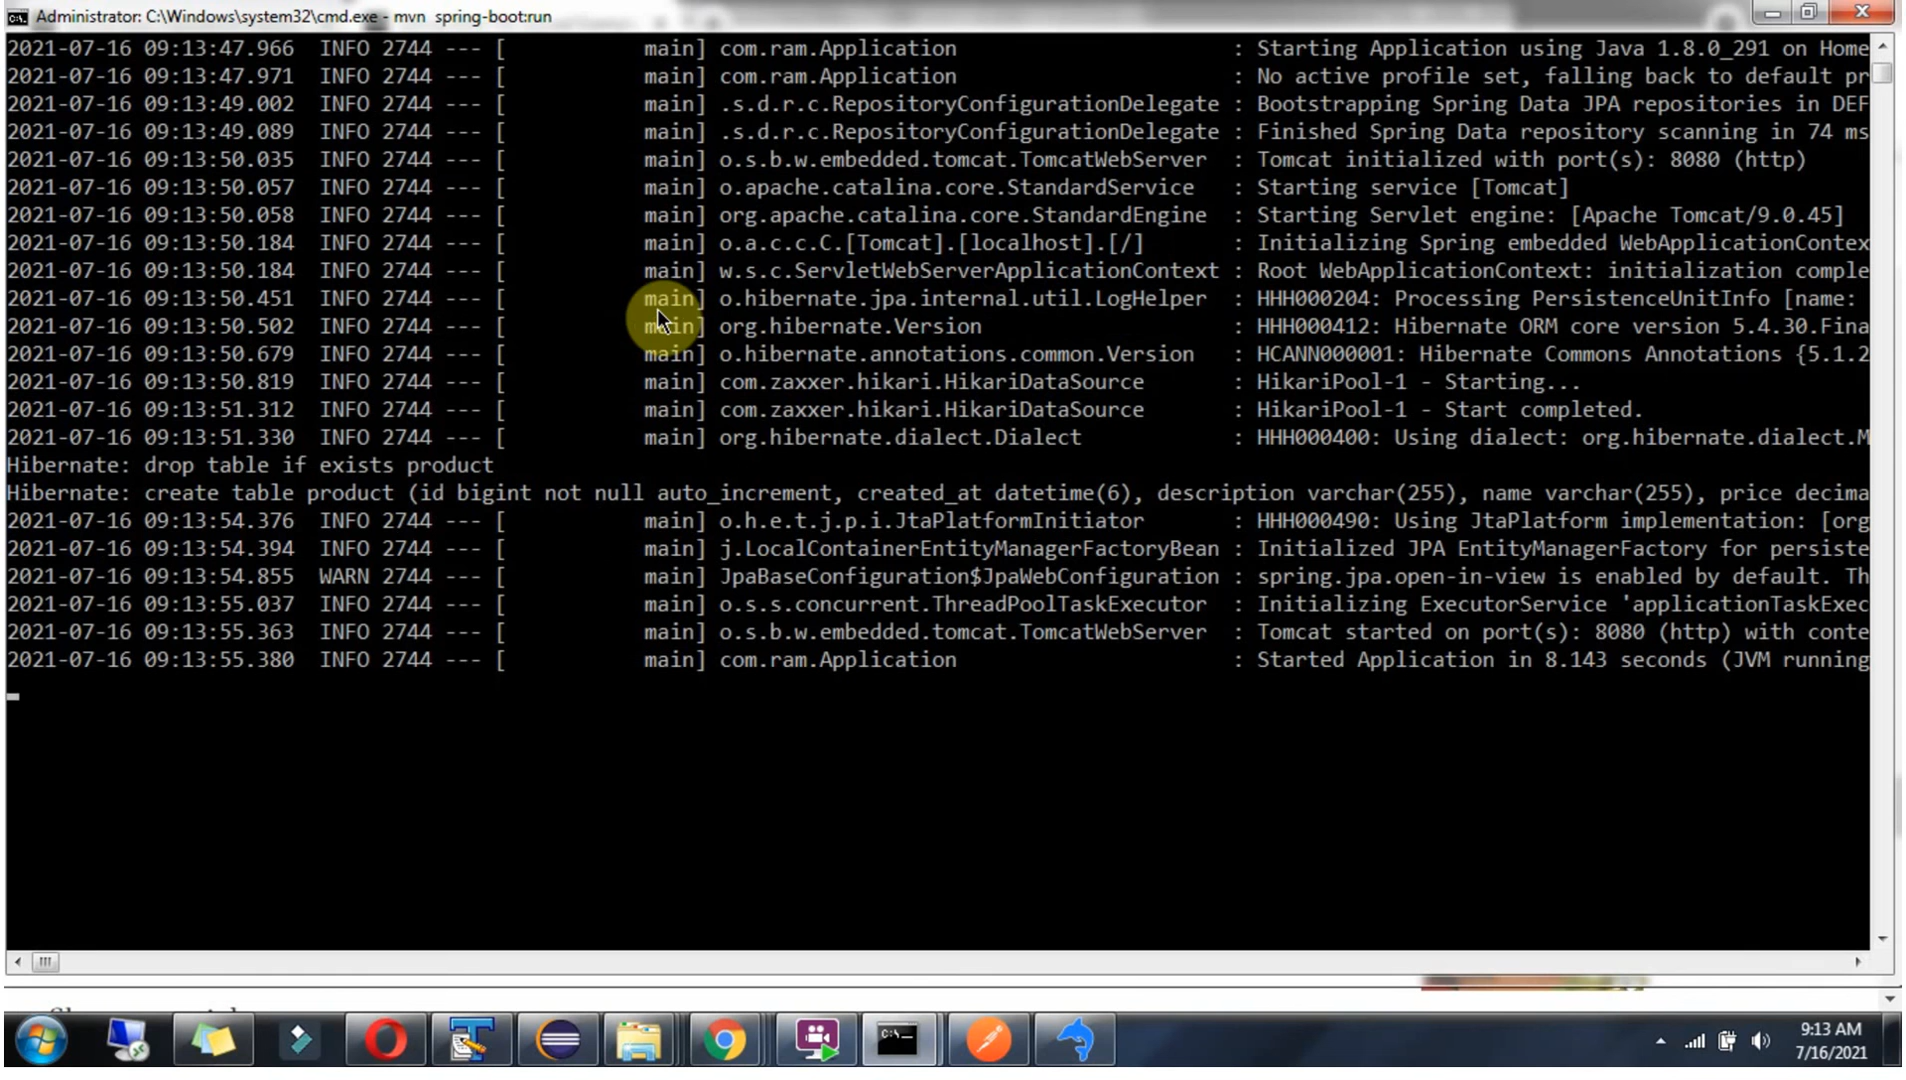 Administrator: C:\Windows\system32\cmd.exe - mvn  spring-boot:run
2021-07-16 09:13:47.966  INFO 2744 --- [           main] com.ram.Application                      : Starting Application using Java 1.8.0_291 on Home
2021-07-16 09:13:47.971  INFO 2744 --- [           main] com.ram.Application                      : No active profile set, falling back to default pr
2021-07-16 09:13:49.002  INFO 2744 --- [           main] .s.d.r.c.RepositoryConfigurationDelegate : Bootstrapping Spring Data JPA repositories in DEF
2021-07-16 09:13:49.089  INFO 2744 --- [           main] .s.d.r.c.RepositoryConfigurationDelegate : Finished Spring Data repository scanning in 74 ms
2021-07-16 09:13:50.035  INFO 2744 --- [           main] o.s.b.w.embedded.tomcat.TomcatWebServer  : Tomcat initialized with port(s): 8080 (http)
2021-07-16 09:13:50.057  INFO 2744 --- [           main] o.apache.catalina.core.StandardService   : Starting service [Tomcat]
2021-07-16 09:13:50.058  INFO 2744 --- [           main] org.apache.catalina.core.StandardEngine  : Starting Servlet engine: [Apache Tomcat/9.0.45]
2021-07-16 09:13:50.184  INFO 2744 --- [           main] o.a.c.c.C.[Tomcat].[localhost].[/]       : Initializing Spring embedded WebApplicationContex
2021-07-16 09:13:50.184  INFO 2744 --- [           main] w.s.c.ServletWebServerApplicationContext : Root WebApplicationContext: initialization comple
2021-07-16 09:13:50.451  INFO 2744 --- [           main] o.hibernate.jpa.internal.util.LogHelper  : HHH000204: Processing PersistenceUnitInfo [name:
2021-07-16 09:13:50.502  INFO 2744 --- [           main] org.hibernate.Version                    : HHH000412: Hibernate ORM core version 5.4.30.Fina
2021-07-16 09:13:50.679  INFO 2744 --- [           main] o.hibernate.annotations.common.Version   : HCANN000001: Hibernate Commons Annotations {5.1.2
2021-07-16 09:13:50.819  INFO 2744 --- [           main] com.zaxxer.hikari.HikariDataSource       : HikariPool-1 - Starting...
2021-07-16 09:13:51.312  INFO 2744 --- [           main] com.zaxxer.hikari.HikariDataSource       : HikariPool-1 - Start completed.
2021-07-16 09:13:51.330  INFO 2744 --- [           main] org.hibernate.dialect.Dialect            : HHH000400: Using dialect: org.hibernate.dialect.M
Hibernate: drop table if exists product
Hibernate: create table product (id bigint not null auto_increment, created_at datetime(6), description varchar(255), name varchar(255), price decima
2021-07-16 09:13:54.376  INFO 2744 --- [           main] o.h.e.t.j.p.i.JtaPlatformInitiator       : HHH000490: Using JtaPlatform implementation: [org
2021-07-16 09:13:54.394  INFO 2744 --- [           main] j.LocalContainerEntityManagerFactoryBean : Initialized JPA EntityManagerFactory for persiste
2021-07-16 09:13:54.855  WARN 2744 --- [           main] JpaBaseConfiguration$JpaWebConfiguration : spring.jpa.open-in-view is enabled by default. Th
2021-07-16 09:13:55.037  INFO 2744 --- [           main] o.s.s.concurrent.ThreadPoolTaskExecutor  : Initializing ExecutorService 'applicationTaskExec
2021-07-16 09:13:55.363  INFO 2744 --- [           main] o.s.b.w.embedded.tomcat.TomcatWebServer  : Tomcat started on port(s): 8080 (http) with conte
2021-07-16 09:13:55.380  INFO 2744 --- [           main] com.ram.Application                      : Started Application in 8.143 seconds (JVM running
9:13 AM
7/16/2021